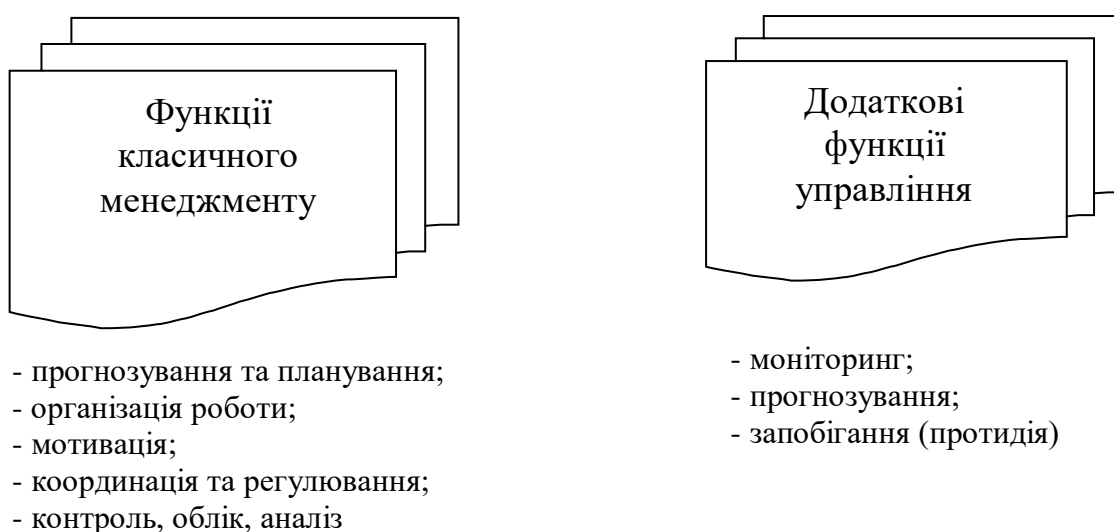 Функції
класичного
менеджменту
- прогнозування та планування;
- організація роботи;
- мотивація;
- координація та регулювання;
- контроль, облік, аналіз
Додаткові
функції
управління
- моніторинг;
- прогнозування;
- запобігання (протидія)